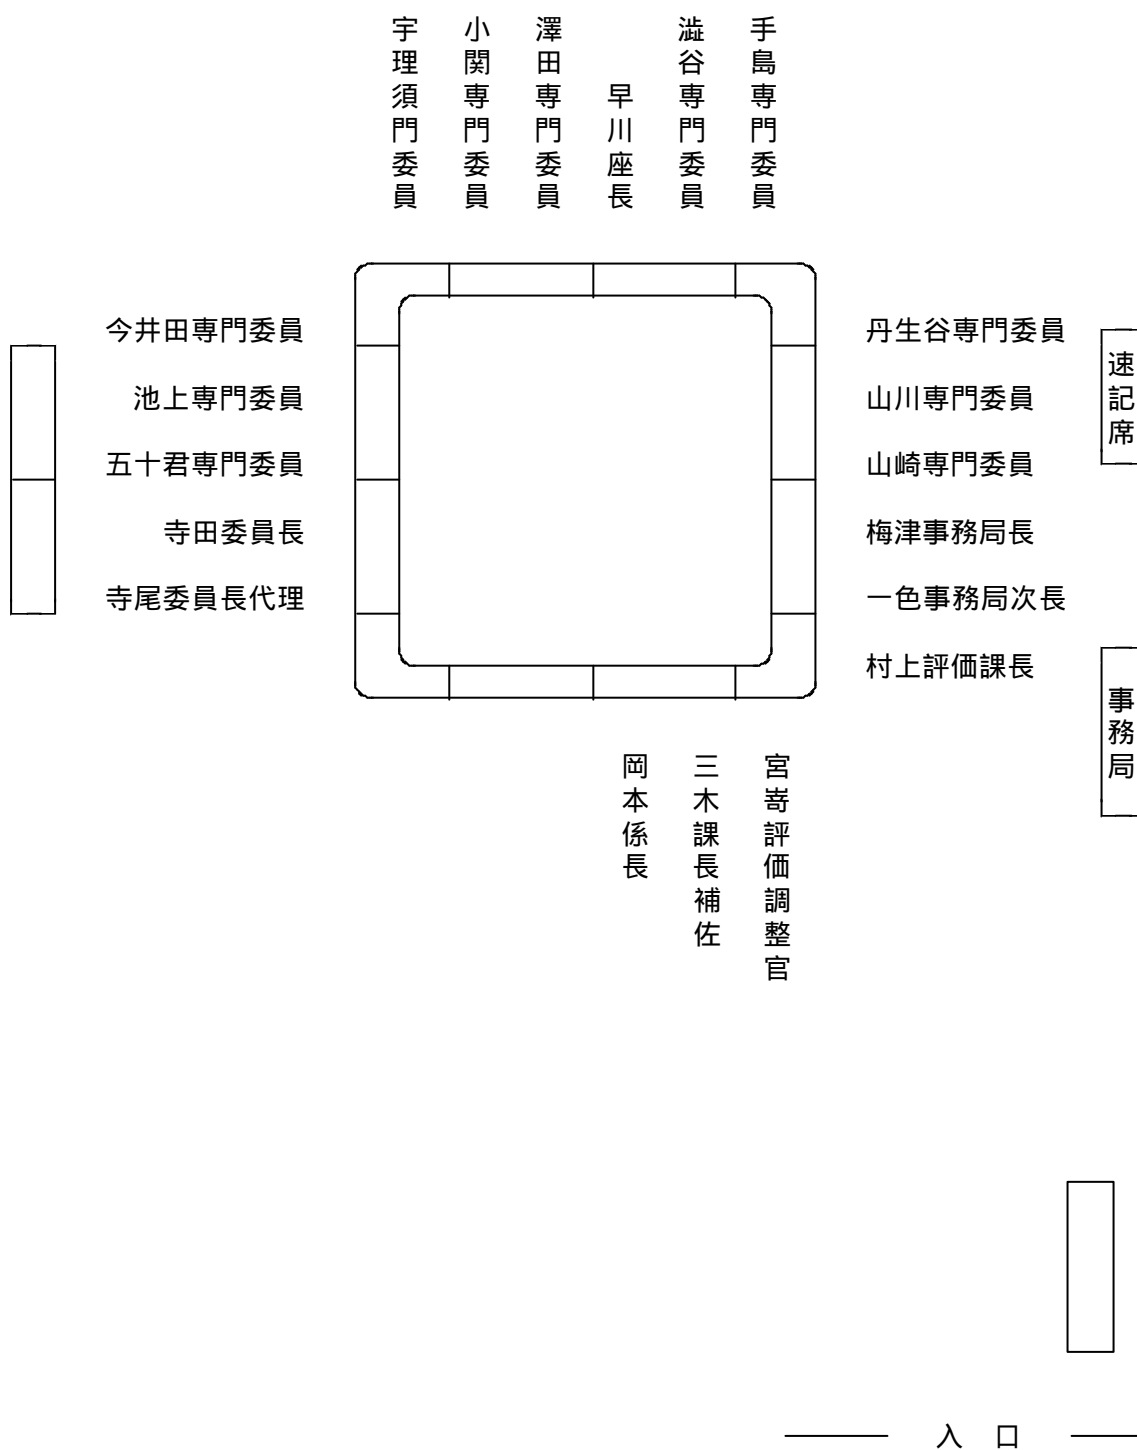 宇理須門委員
小関専門委員
澤田専門委員
早川座長
澁谷専門委員
手島専門委員
今井田専門委員
池上専門委員
五十君専門委員
寺田委員長
寺尾委員長代理
丹生谷専門委員
山川専門委員
山崎専門委員
梅津事務局長
一色事務局次長
村上評価課長
速記席
事務局
岡本係長
三木課長補佐
宮嵜評価調整官
入口